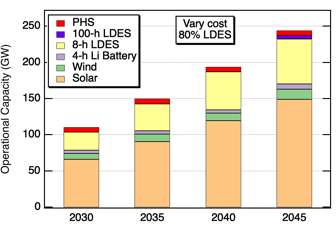 PHS
100-h LDES
8-h LDES
4-h Li Battery
Wind
Solar
Vary cost
80% LDES
Operational Capacity (GW)
250
200
150
100
50
0
2030 2035 2040 2045